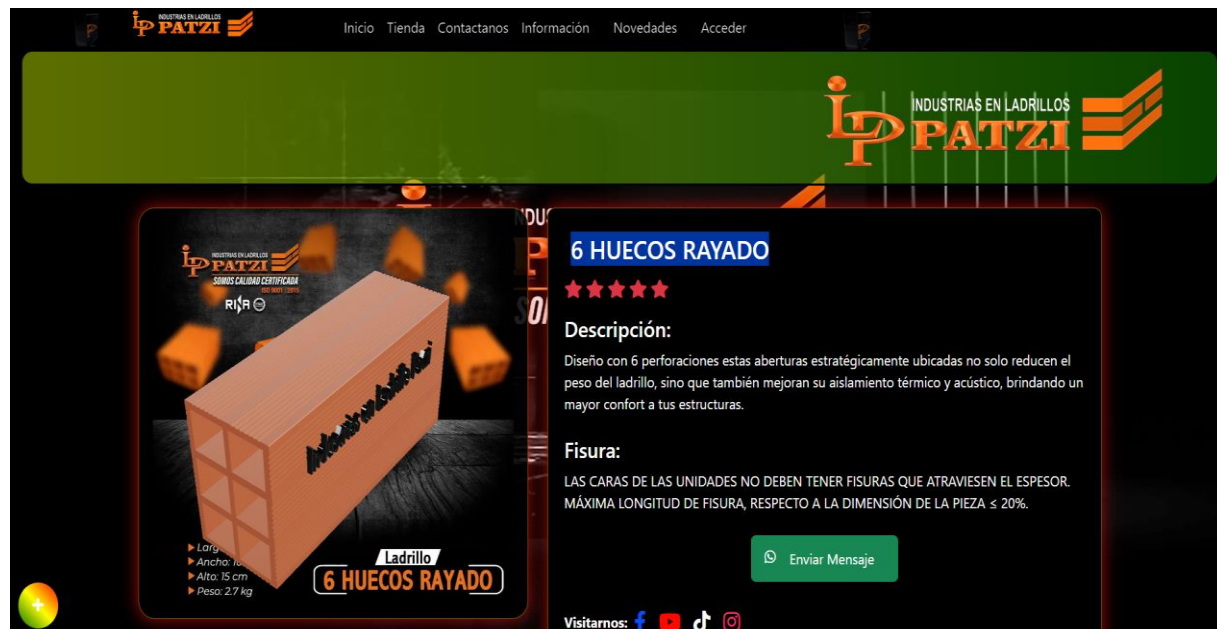 INDUSTRIAS EN LADRILLOS
PATZI
Inicio Tienda Contactanos Información Novedades Acceder
INDUSTRIAS EN LADRILLOS
PATZI
INDUSTRIAS EN LADRILLOS
PATZI
SOMOS CALIDAD CERTIFICADA
ISO 9001 | 2015
Ancho:
Alto: 15 cm
Peso: 2.7 kg
Ladrillo
6 HUECOS RAYADO
6 HUECOS RAYADO
Descripción:
Diseño con 6 perforaciones estas aberturas estratégicamente ubicadas no solo reducen el
peso del ladrillo, sino que también mejoran su aislamiento térmico y acústico, brindando un
mayor confort a tus estructuras.
Fisura:
LAS CARAS DE LAS UNIDADES NO DEBEN TENER FISURAS QUE ATRAVIESEN EL ESPESOR.
MÁXIMA LONGITUD DE FISURA, RESPECTO A LA DIMENSIÓN DE LA PIEZA ≤ 20%.
Enviar Mensaje
Visitarnos: